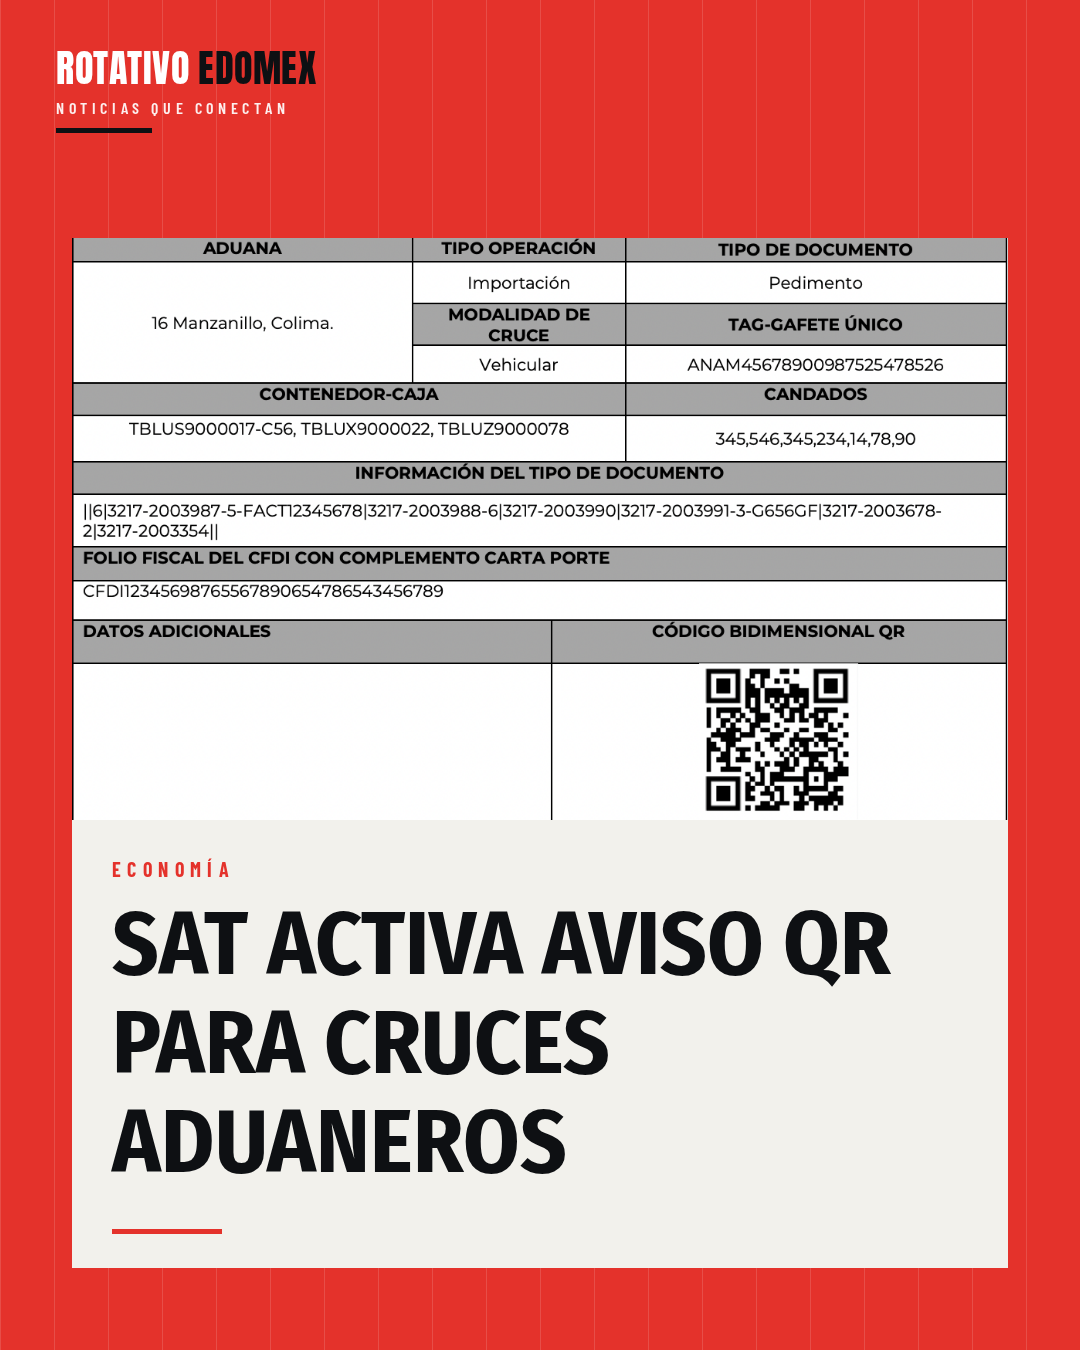 ROTATIVO EDOMEX
NOTICIAS QUE CONECTAN
ADUANA
TIPO OPERACIÓN
TIPO DE DOCUMENTO
16 Manzanillo, Colima.
Importación
Pedimento
MODALIDAD DE
CRUCE
TAG-GAFETE ÚNICO
Vehicular
ANAM45678900987525478526
CONTENEDOR-CAJA
CANDADOS
TBLUS9000017-C56, TBLUX9000022, TBLUZ9000078
345,546,345,234,14,78,90
INFORMACIÓN DEL TIPO DE DOCUMENTO
||6|3217-2003987-5-FACT12345678|3217-2003988-6|3217-2003990|3217-2003991-3-G656GF|3217-2003678-
2|3217-2003354||
FOLIO FISCAL DEL CFDI CON COMPLEMENTO CARTA PORTE
CFDI12345698765567890654786543456789
DATOS ADICIONALES
CÓDIGO BIDIMENSIONAL QR
ECONOMÍA
SAT ACTIVA AVISO QR
PARA CRUCES
ADUANEROS